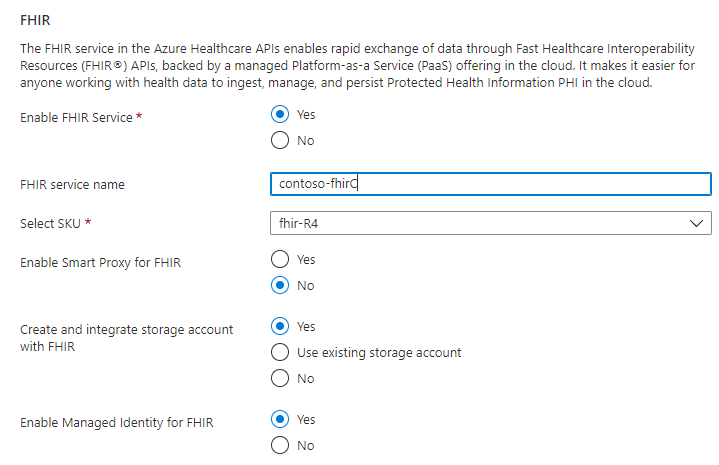 FHIR
The FHIR service in the Azure Healthcare APIs enables rapid exchange of data through Fast Healthcare Interoperability
Resources (FHIR®) APIs, backed by a managed Platform-as-a Service (PaaS) offering in the cloud. It makes it easier for
anyone working with health data to ingest, manage, and persist Protected Health Information PHI in the cloud.
Enable FHIR Service *
Yes
No
FHIR service name
contoso-fhirC
Select SKU *
fhir-R4
Enable Smart Proxy for FHIR
Yes
No
Create and integrate storage account
with FHIR
Yes
Use existing storage account
No
Enable Managed Identity for FHIR
Yes
No